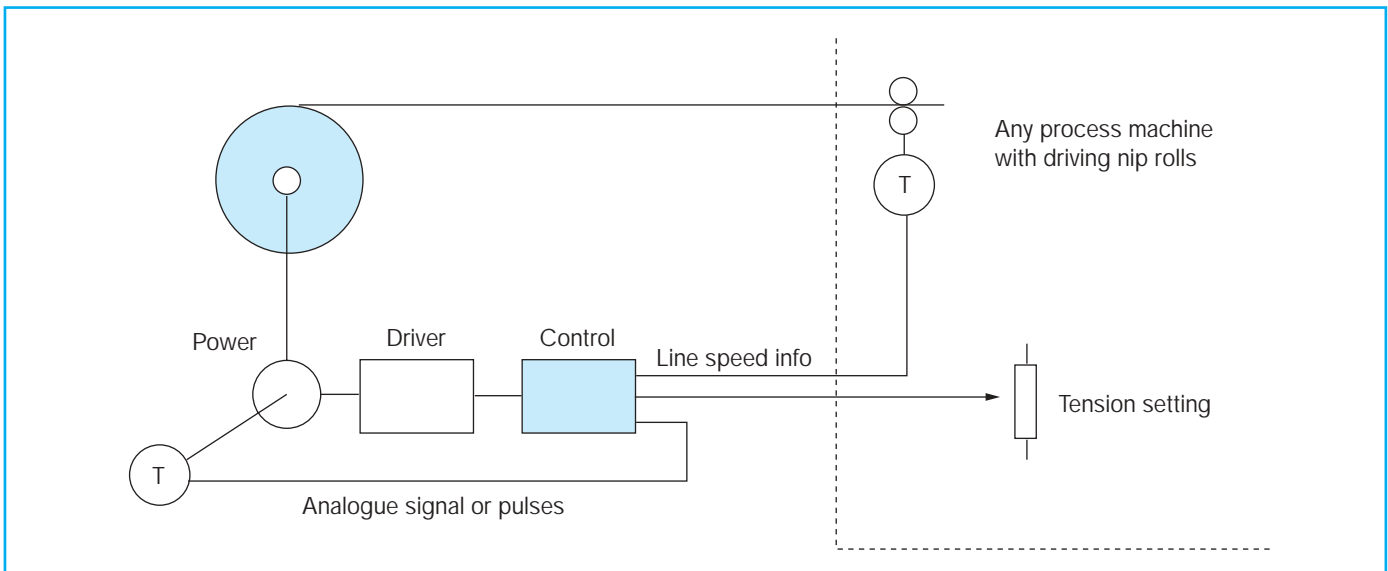 Any process machine
with driving nip rolls
T
Power
Driver
Control
Line speed info
Tension setting
T
Analogue signal or pulses